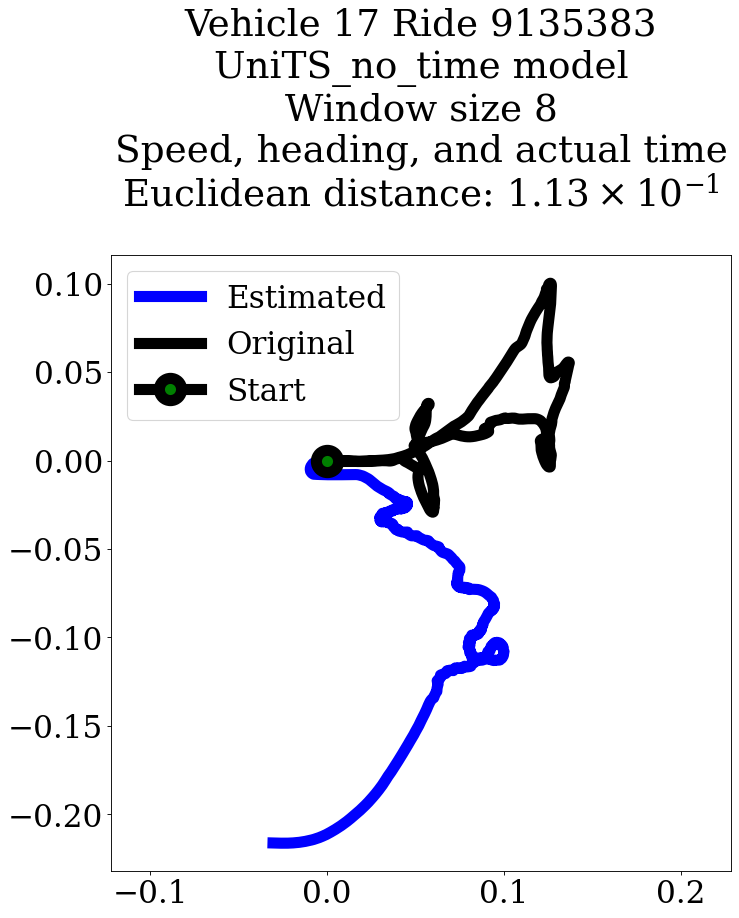 Vehicle 17 Ride 9135383
UniTS_no_time model
Window size 8
Speed, heading, and actual time
Euclidean distance: 1.13 × 10⁻¹
Estimated
Original
Start
0.10
0.05
0.00
−0.05
−0.10
−0.15
−0.20
−0.1 0.0 0.1 0.2